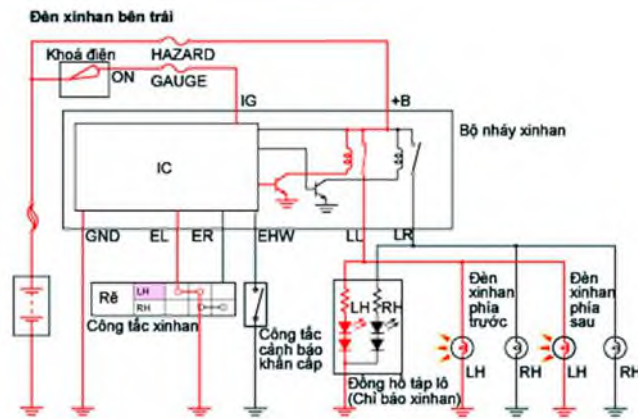 Đèn xinhan bên trái
Khoá điện
HAZARD
ON
GAUGE
IG
+B
Bộ nháy xinhan
IC
GND
EL
ER
EHW
LL
LR
Rẽ
LH
RH
Công tắc xinhan
Công tắc
cảnh báo
khẩn cấp
LH
RH
Đồng hồ táp lô
(Chỉ báo xinhan)
Đèn
xinhan
phía
trước
LH
RH
Đèn
xinhan
phía
sau
LH
RH